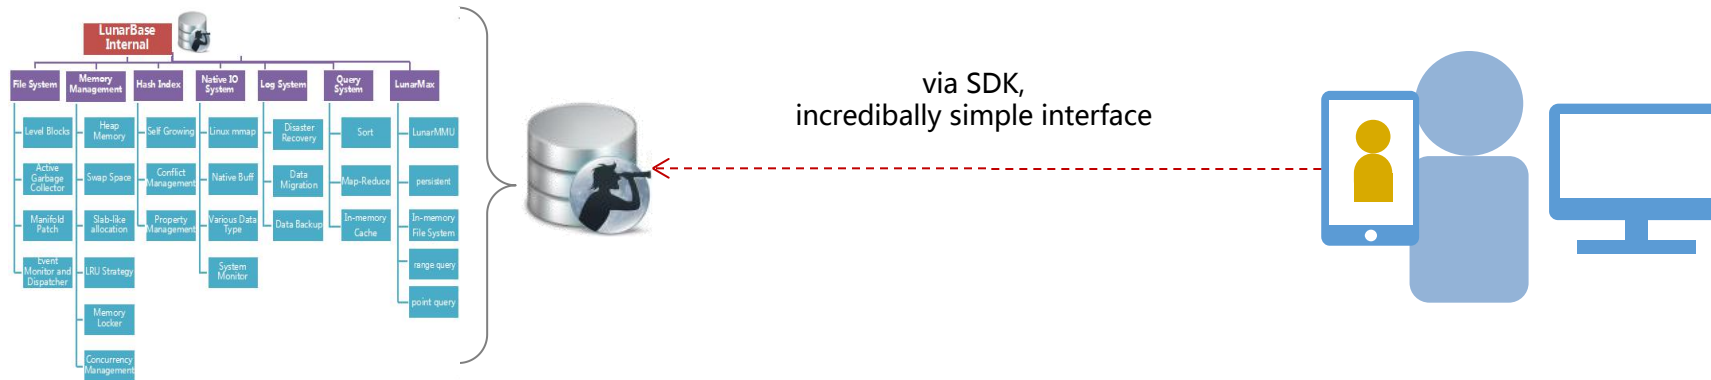 LunarBase
Internal
File System
Memory
Management
Hash Index
Native IO
System
Log System
Query
System
LunarMax
Level Blocks
Active
Garbage
Collector
Manifold
Patch
Event
Monitor and
Dispatcher
Heap
Memory
Swap Space
Slab-like
allocation
LRU Strategy
Memory
Locker
Concurrency
Management
Self Growing
Conflict
Management
Property
Management
Linux mmap
Native Buff
Various Data
Type
System
Monitor
Disaster
Recovery
Data
Migration
Data Backup
Sort
Map-Reduce
In-memory
Cache
LunarMMU
persistent
In-memory
File System
range query
point query
via SDK,
incredibally simple interface